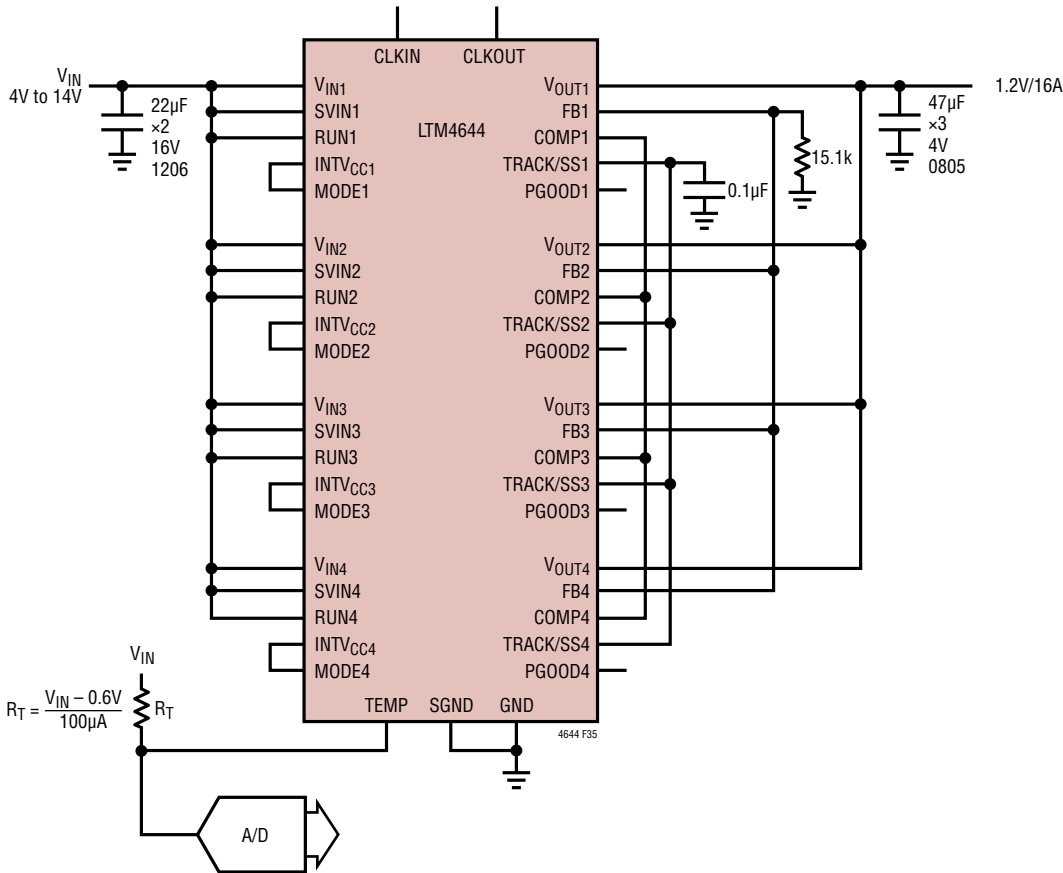 CLKIN CLKOUT
V_IN
4V to 14V
22µF
×2
16V
1206
LTM4644
V_IN1
SVIN1
RUN1
INTV_CC1
MODE1
V_IN2
SVIN2
RUN2
INTV_CC2
MODE2
V_IN3
SVIN3
RUN3
INTV_CC3
MODE3
V_IN4
SVIN4
RUN4
INTV_CC4
MODE4
V_OUT1
FB1
COMP1
TRACK/SS1
PGOOD1
V_OUT2
FB2
COMP2
TRACK/SS2
PGOOD2
V_OUT3
FB3
COMP3
TRACK/SS3
PGOOD3
V_OUT4
FB4
COMP4
TRACK/SS4
PGOOD4
1.2V/16A
47µF
×3
4V
0805
15.1k
0.1µF
TEMP SGND GND
4644 F35
V_IN
R_T = V_IN – 0.6V
100µA
R_T
A/D